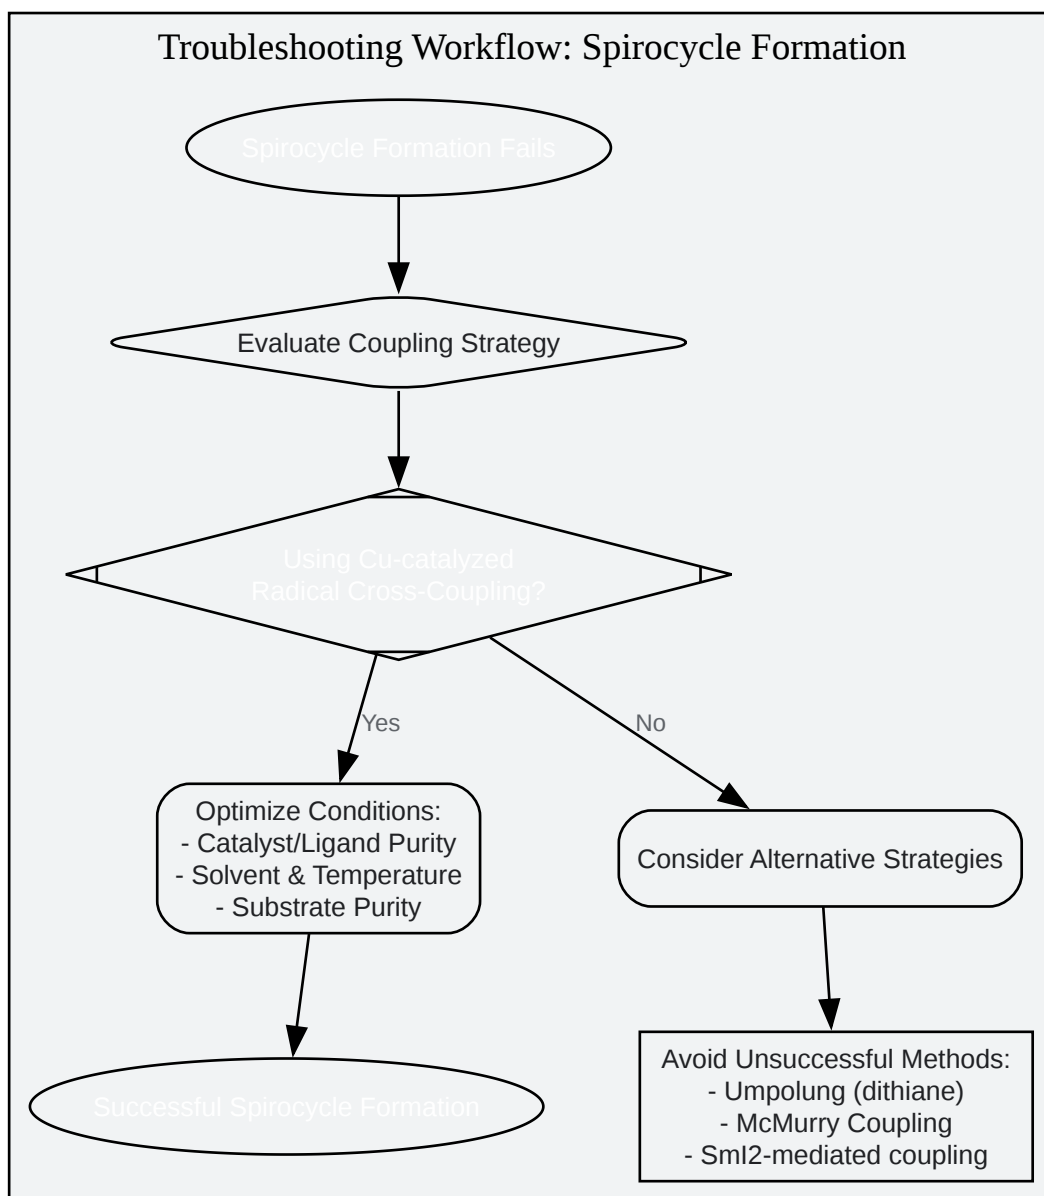 Troubleshooting Workflow: Spirocycle Formation
Spirocycle Formation Fails
Evaluate Coupling Strategy
Using Cu-catalyzed
Radical Cross-Coupling?
Yes
No
Optimize Conditions:
- Catalyst/Ligand Purity
- Solvent & Temperature
- Substrate Purity
Consider Alternative Strategies
Successful Spirocycle Formation
Avoid Unsuccessful Methods:
- Umpolung (dithiane)
- McMurry Coupling
- SmI2-mediated coupling